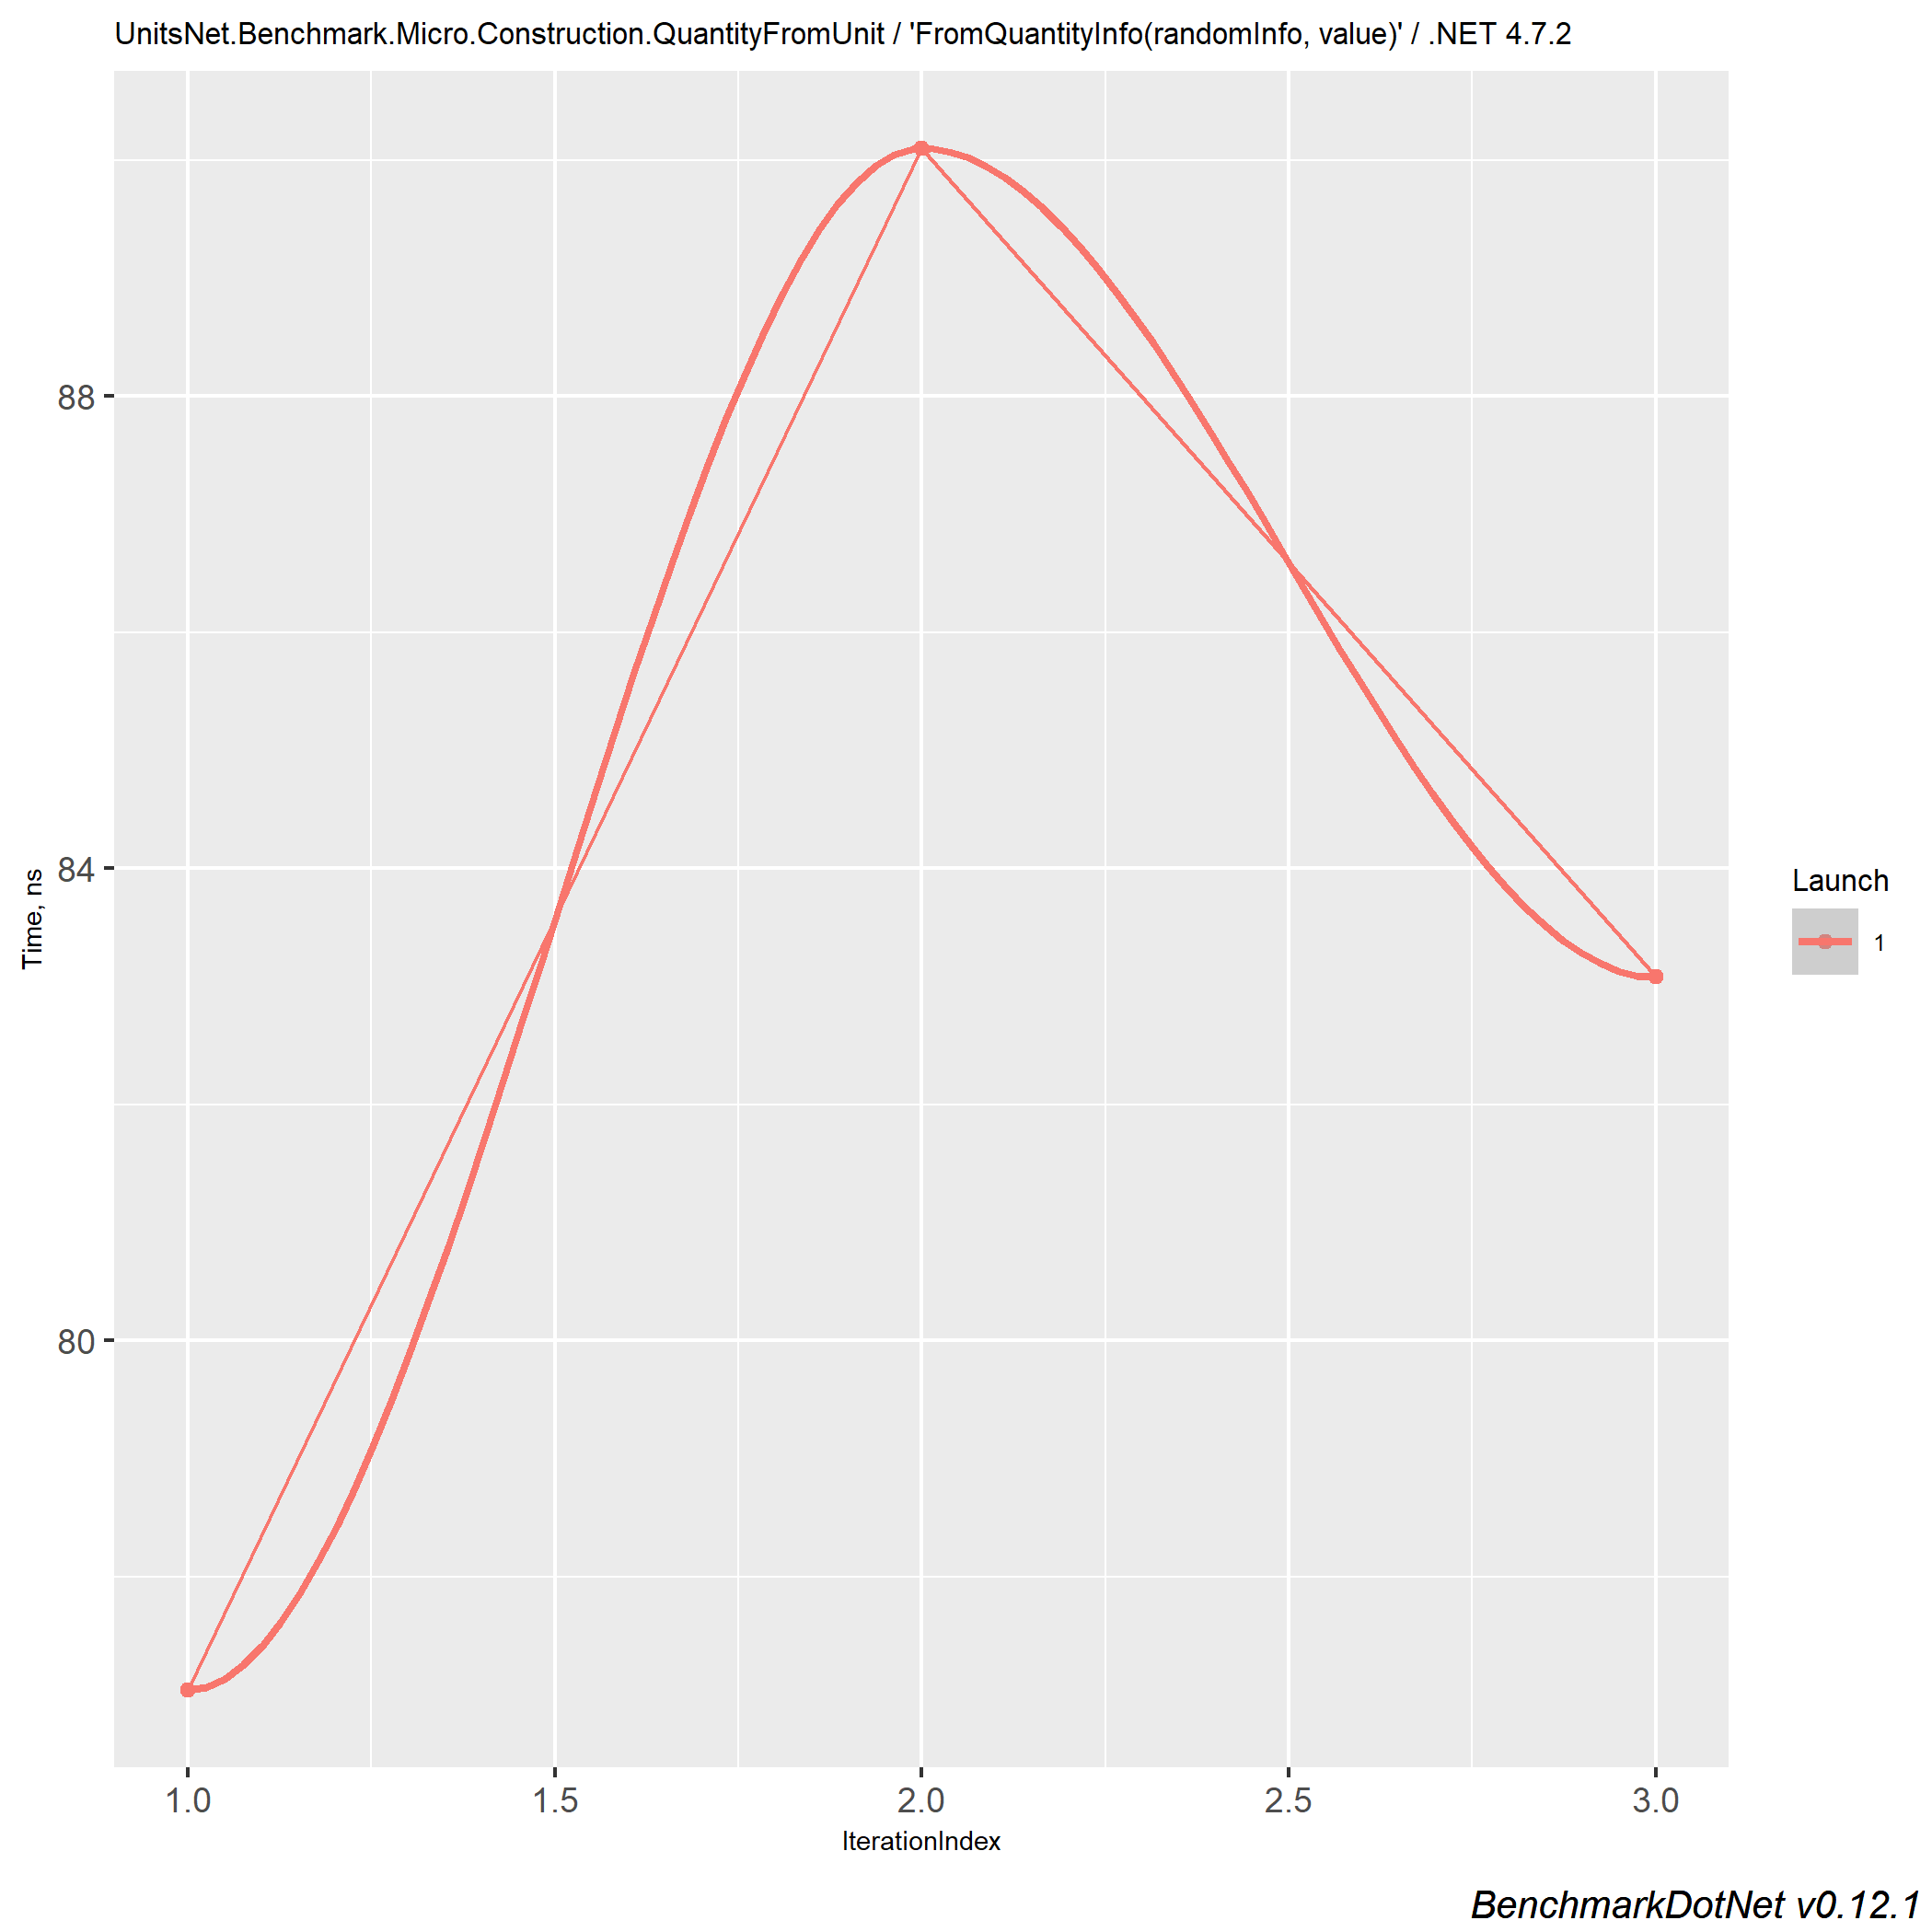 UnitsNet.Benchmark.Micro.Construction.QuantityFromUnit / 'FromQuantityInfo(randomInfo, value)' / .NET 4.7.2
88
84
80
Time, ns
Launch
1
1.0 1.5 2.0 2.5 3.0
IterationIndex
BenchmarkDotNet v0.12.1